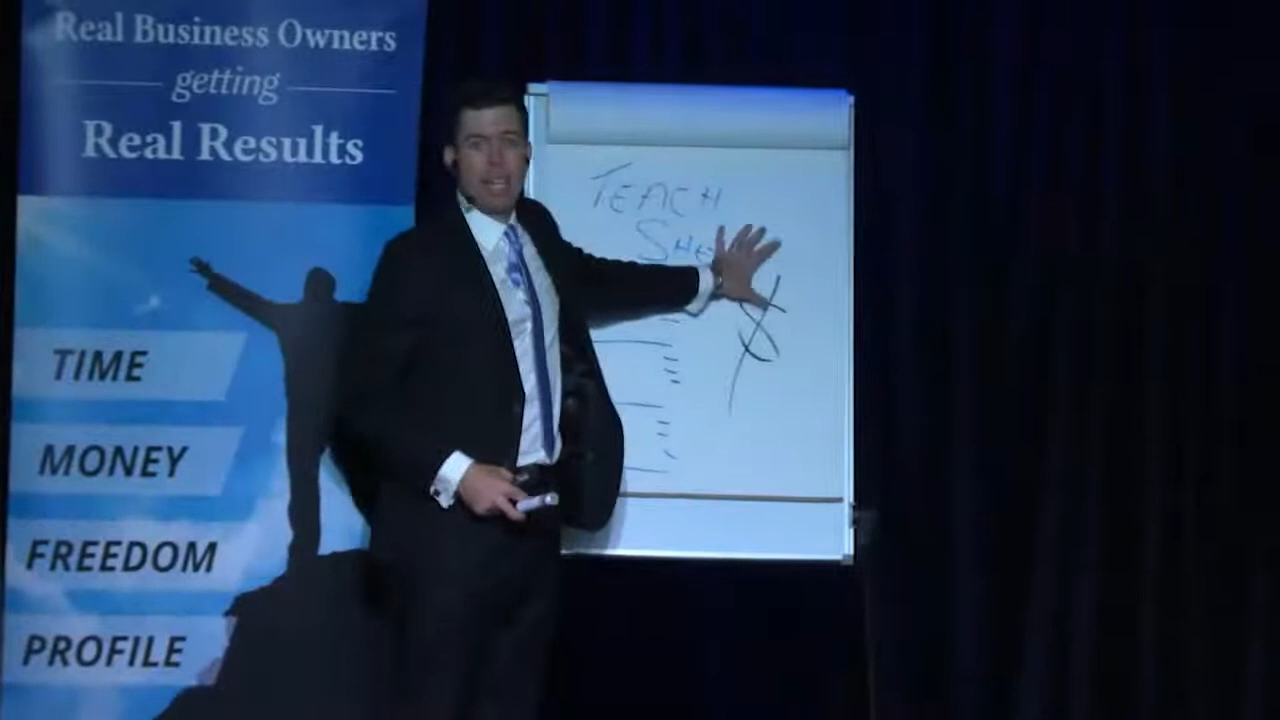 Real Business Owners
getting
Real Results
TIME
MONEY
FREEDOM
PROFILE
TEACH